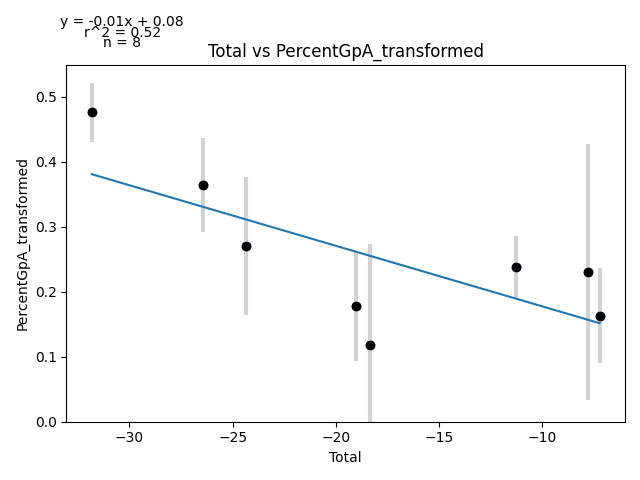 y = -0.01x + 0.08
r^2 = 0.52
n = 8
Total vs PercentGpA_transformed
PercentGpA_transformed
0.5
0.4
0.3
0.2
0.1
0.0
−30
−25
−20
−15
−10
Total